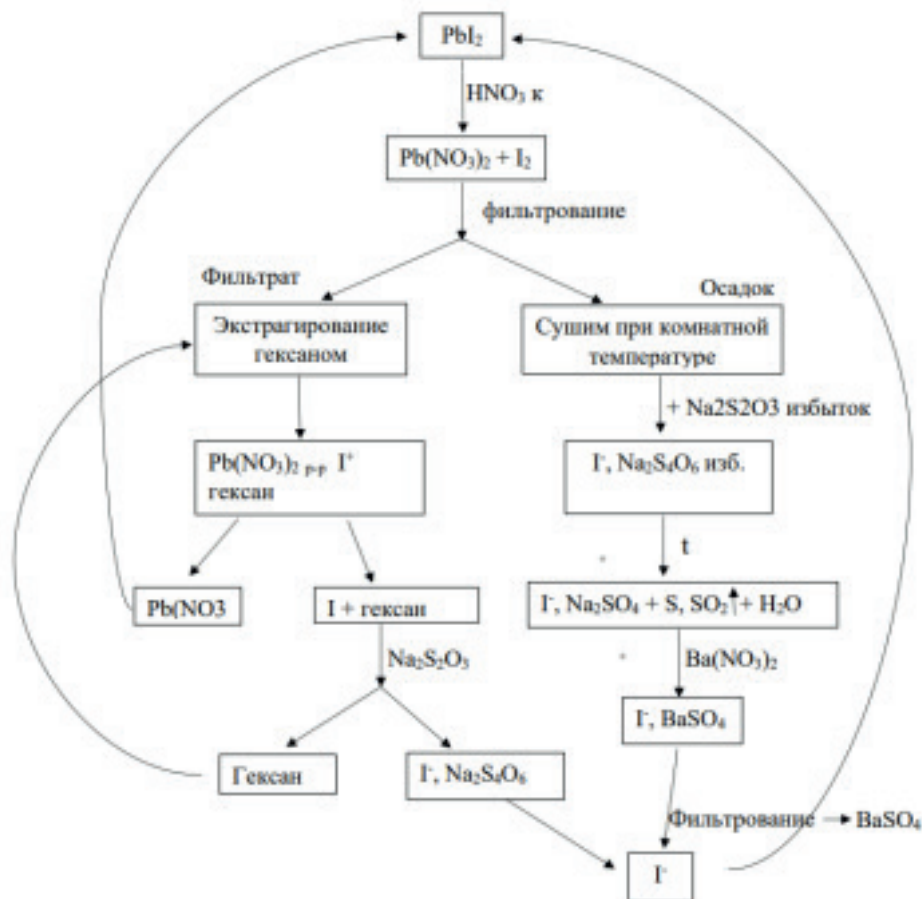 PbI₂
HNO₃ к
Pb(NO₃)₂ + I₂
фильтрование
Фильтрат
Осадок
Экстрагирование
гексаном
Сушим при комнатной
температуре
+ Na2S2O3 избыток
Pb(NO₃)₂ р-р I⁺
гексан
I⁻, Na₂S₄O₆ изб.
t
Pb(NO3
I + гексан
I⁻, Na₂SO₄ + S, SO₂ + H₂O
Na₂S₂O₃
Ba(NO₃)₂
I⁻, BaSO₄
Гексан
I⁻, Na₂S₄O₆
Фильтрование → BaSO₄
I⁻